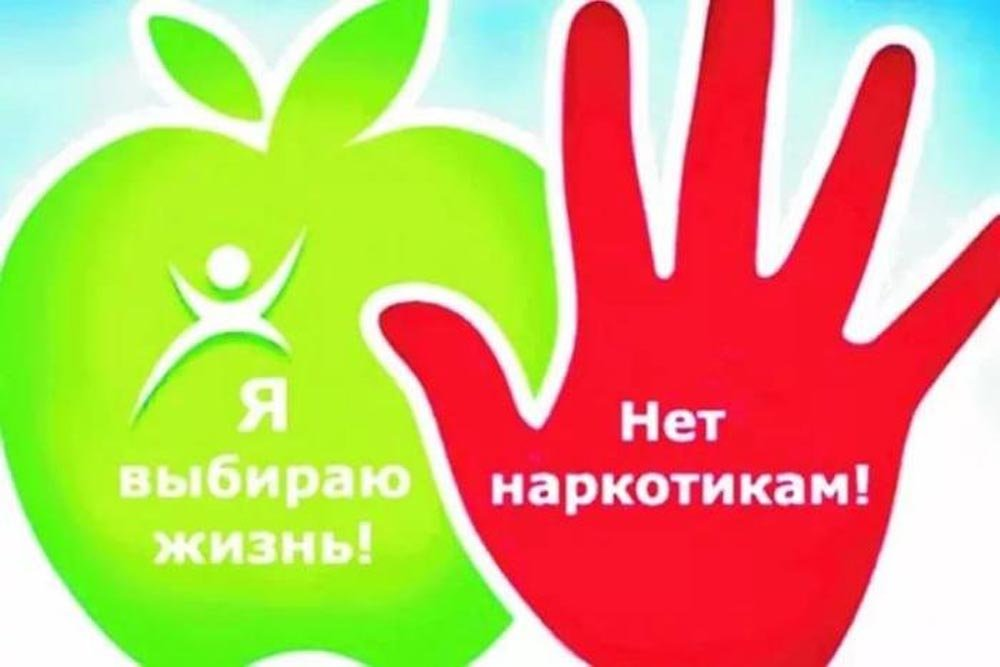 Я
выбираю
жизнь!
Нет
наркотикам!